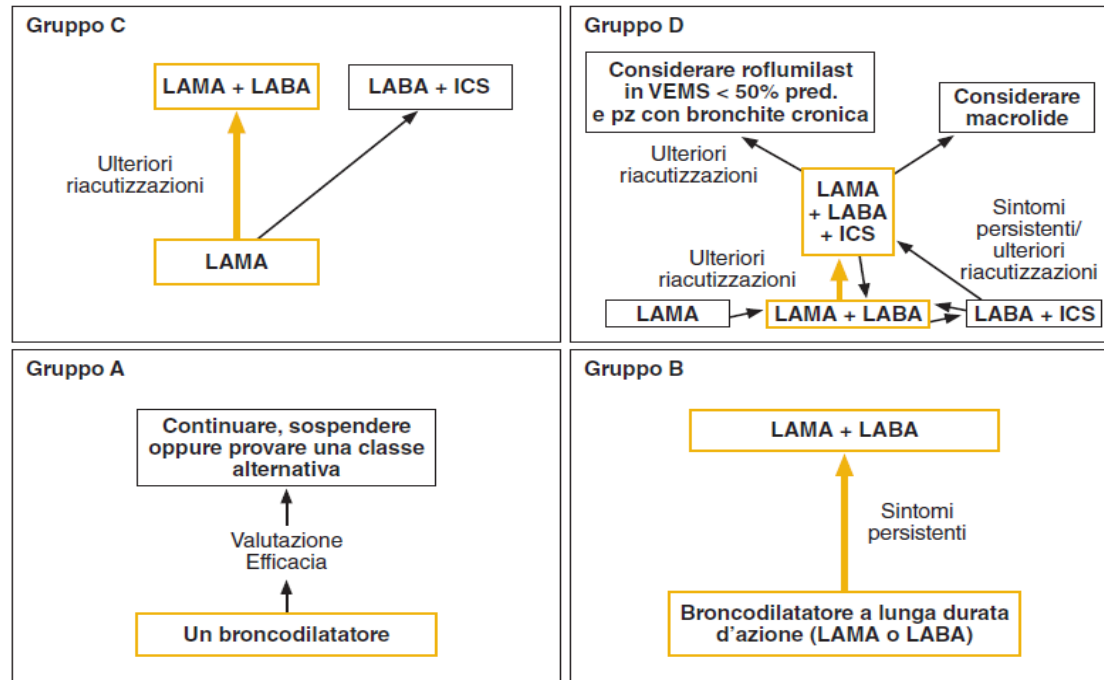 Gruppo C
LAMA + LABA
LABA + ICS
Ulteriori
riacutizzazioni
LAMA
Gruppo D
Considerare roflumilast
in VEMS < 50% pred.
e pz con bronchite cronica
Considerare
macrolide
Ulteriori
riacutizzazioni
LAMA
+ LABA
+ ICS
Sintomi
persistenti/
ulteriori
riacutizzazioni
Ulteriori
riacutizzazioni
LAMA
LAMA + LABA
LABA + ICS
Gruppo A
Continuare, sospendere
oppure provare una classe
alternativa
Valutazione
Efficacia
Un broncodilatatore
Gruppo B
LAMA + LABA
Sintomi
persistenti
Broncodilatatore a lunga durata
d'azione (LAMA o LABA)